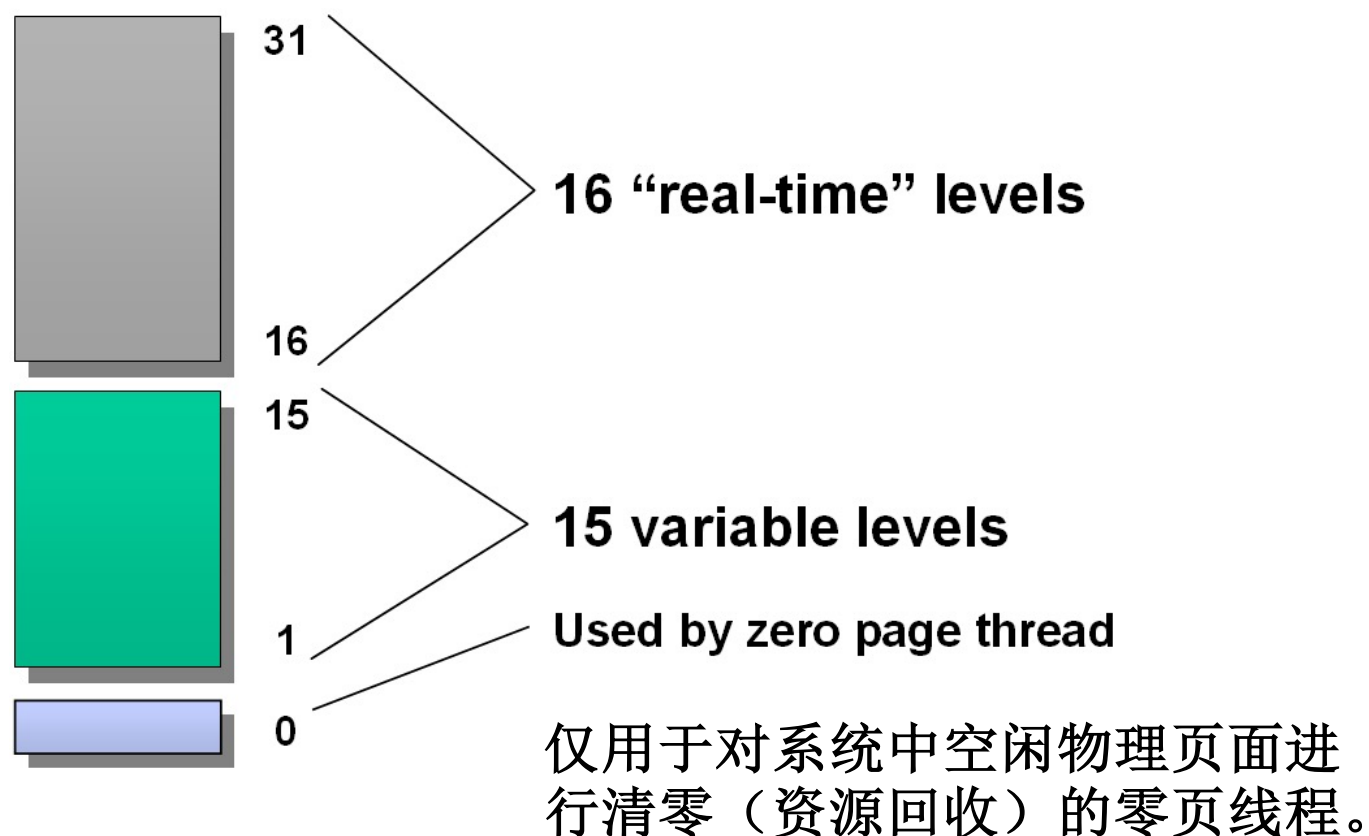 31
16 “real-time” levels
16
15
15 variable levels
1
Used by zero page thread
0
仅用于对系统中空闲物理页面进
行清零（资源回收）的零页线程。